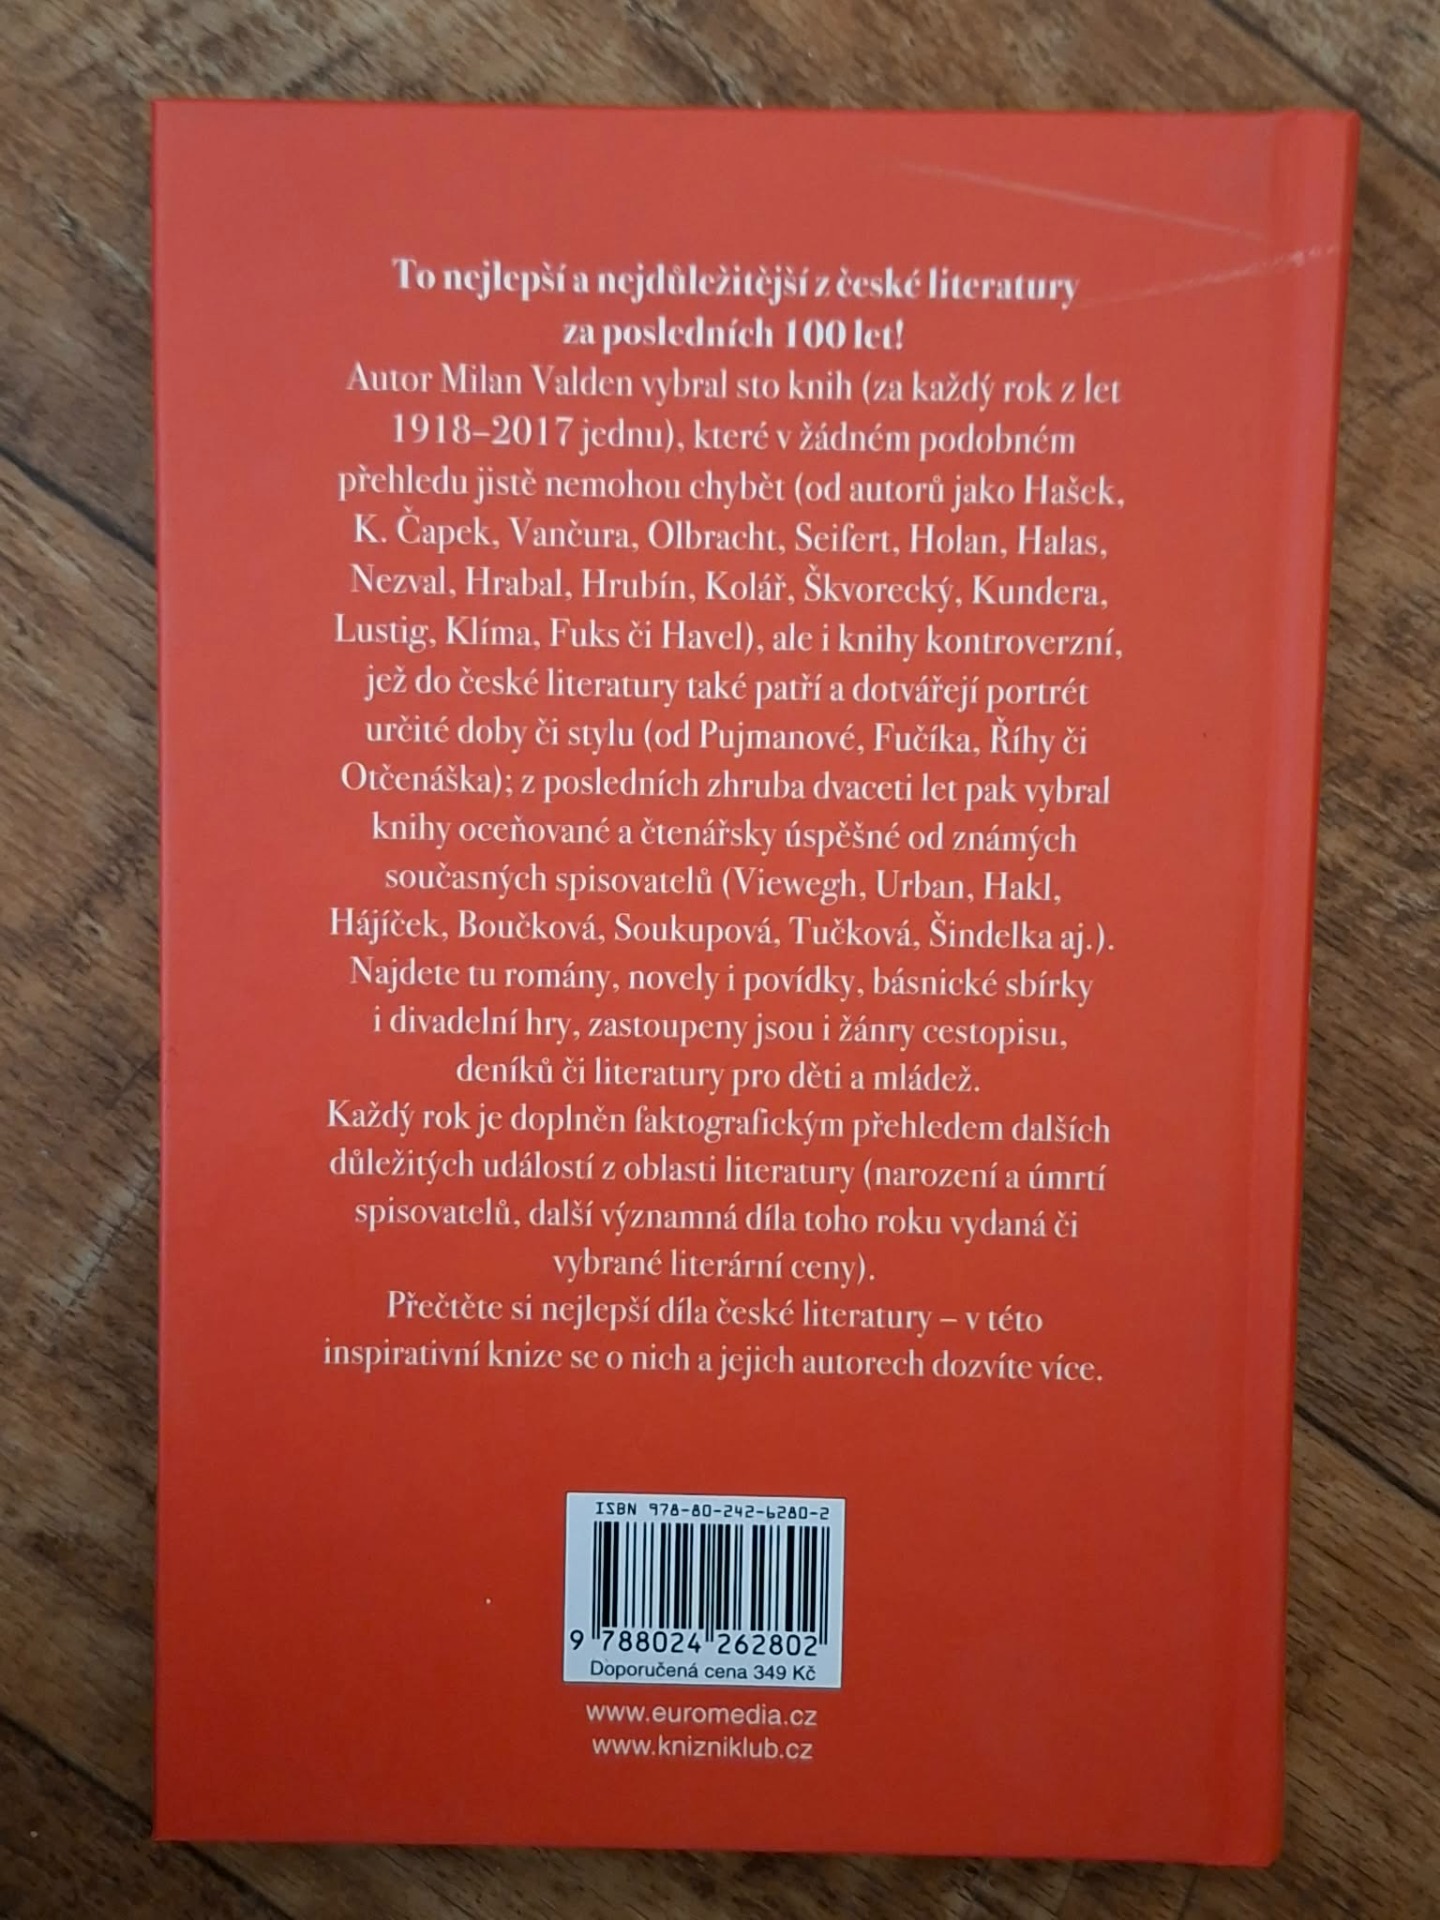 To nejlepší a nejdůležitější z české literatury
za posledních 100 let!
Autor Milan Valden vybral sto knih (za každý rok z let
1918–2017 jednu), které v žádném podobném
přehledu jistě nemohou chybět (od autorů jako Hašek,
K. Čapek, Vančura, Olbracht, Seifert, Holan, Halas,
Nezval, Hrabal, Hrubín, Kolář, Škvorecký, Kundera,
Lustig, Klíma, Fuks či Havel), ale i knihy kontroverzní,
jež do české literatury také patří a dotvářejí portrét
určité doby či stylu (od Pujmanové, Fučíka, Říhy či
Otčenáška); z posledních zhruba dvaceti let pak vybral
knihy oceňované a čtenářsky úspěšné od známých
současných spisovatelů (Viewegh, Urban, Hakl,
Hájíček, Boučková, Soukupová, Tučková, Šindelka aj.).
Najdete tu romány, novely i povídky, básnické sbírky
i divadelní hry, zastoupeny jsou i žánry cestopisu,
deníků či literatury pro děti a mládež.
Každý rok je doplněn faktografickým přehledem dalších
důležitých událostí z oblasti literatury (narození a úmrtí
spisovatelů, další významná díla toho roku vydaná či
vybrané literární ceny).
Přečtěte si nejlepší díla české literatury – v této
inspirativní knize se o nich a jejich autorech dozvíte více.
ISBN 978-80-242-6280-2
9 788024 262802
Doporučená cena 349 Kč
www.euromedia.cz
www.knizniklub.cz